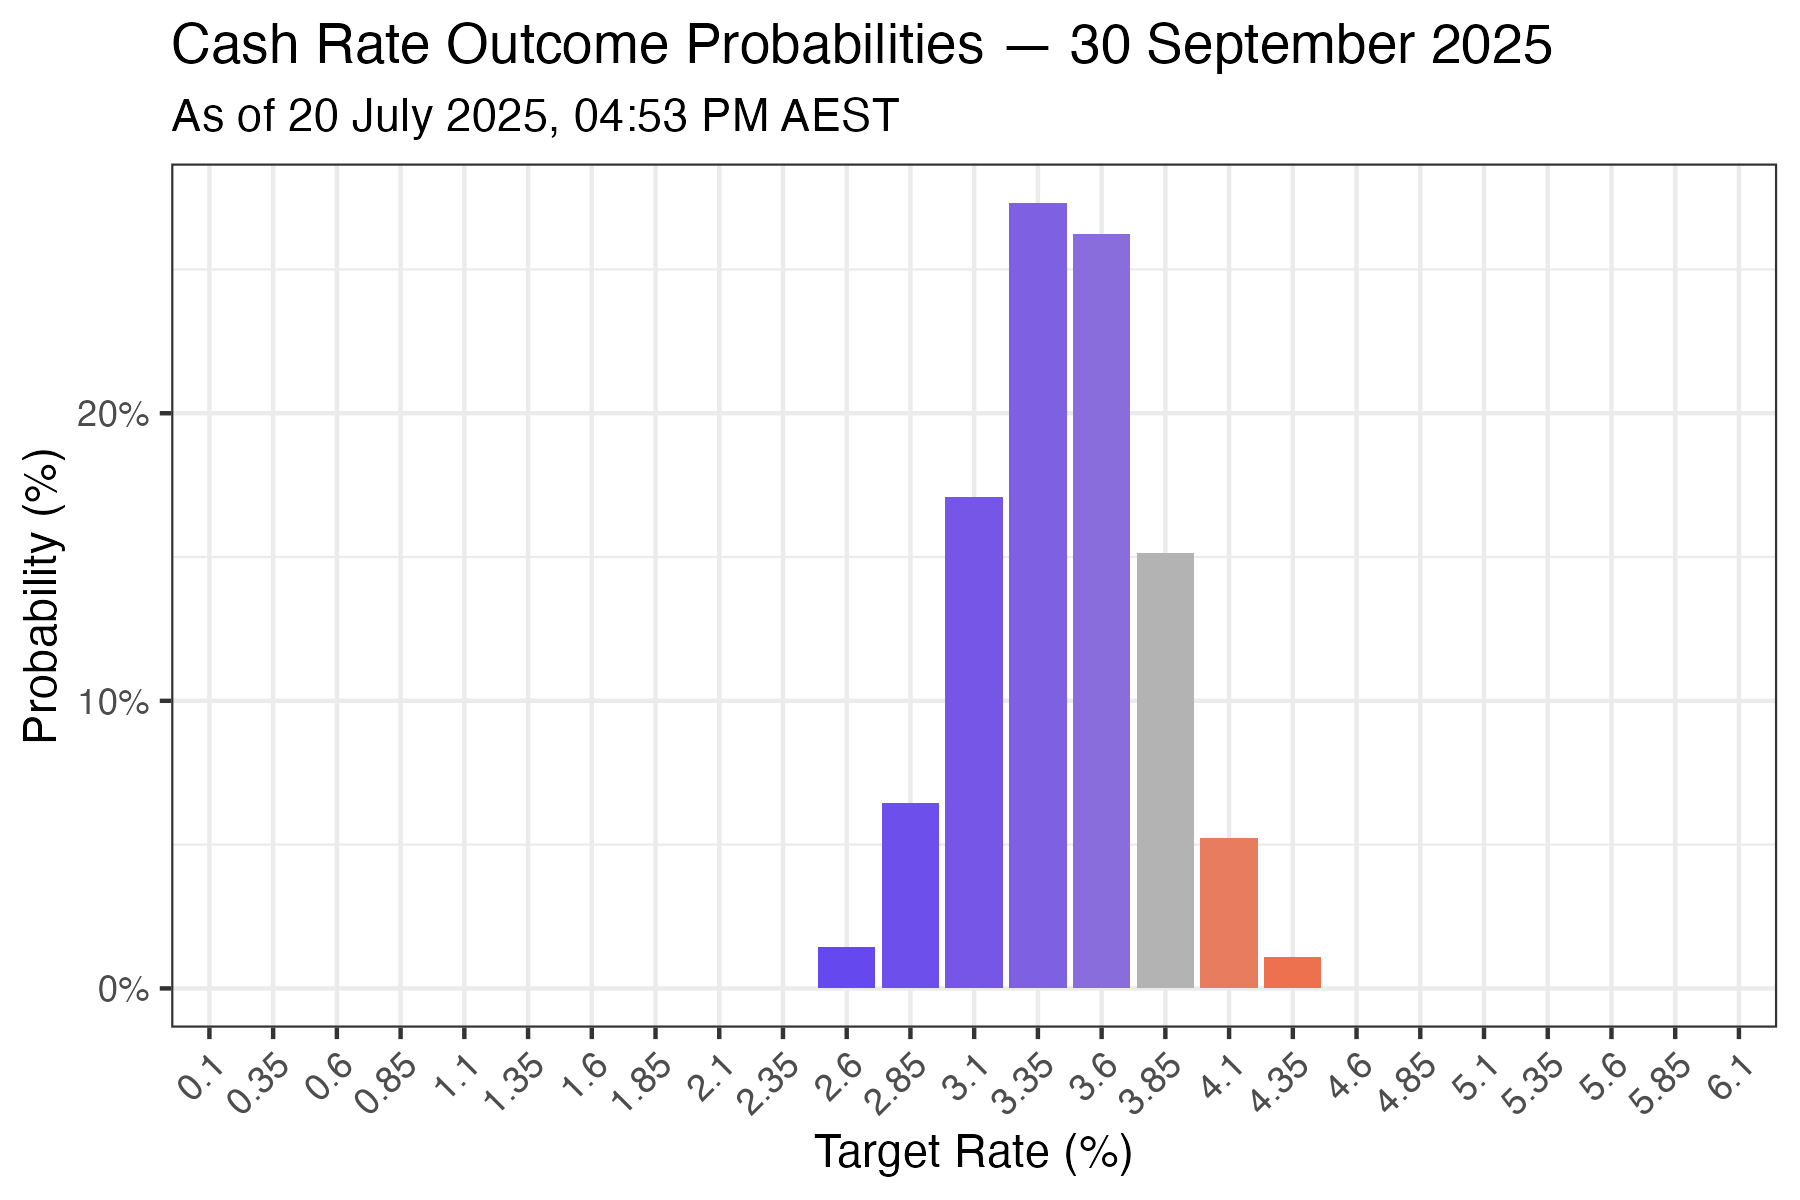 Cash Rate Outcome Probabilities — 30 September 2025
As of 20 July 2025, 04:53 PM AEST
Probability (%)
20%
10%
0%
0.1 0.35 0.6 0.85 1.1 1.35 1.6 1.85 2.1 2.35 2.6 2.85 3.1 3.35 3.6 3.85 4.1 4.35 4.6 4.85 5.1 5.35 5.6 5.85 6.1
Target Rate (%)